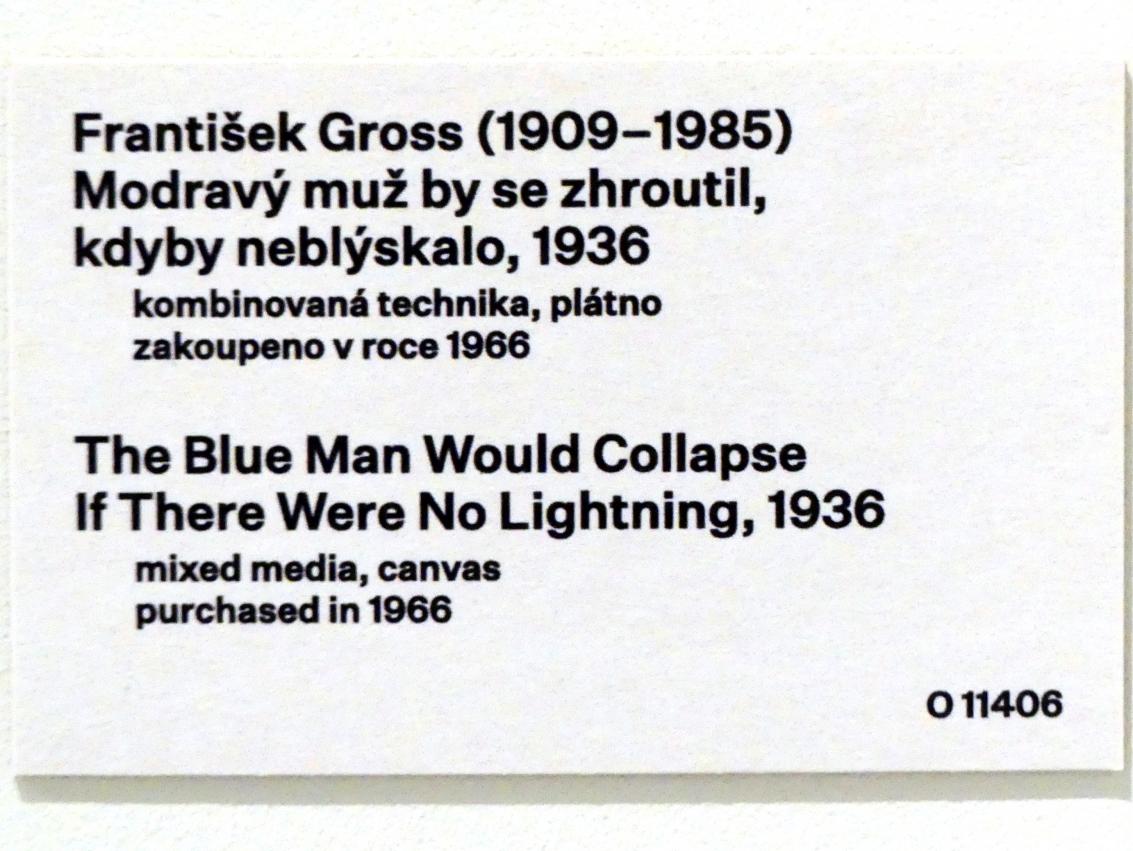 František Gross (1909–1985)
Modravý muž by se zhroutil,
kdyby neblýskalo, 1936
kombinovaná technika, plátno
zakoupeno v roce 1966
The Blue Man Would Collapse
If There Were No Lightning, 1936
mixed media, canvas
purchased in 1966
O 11406